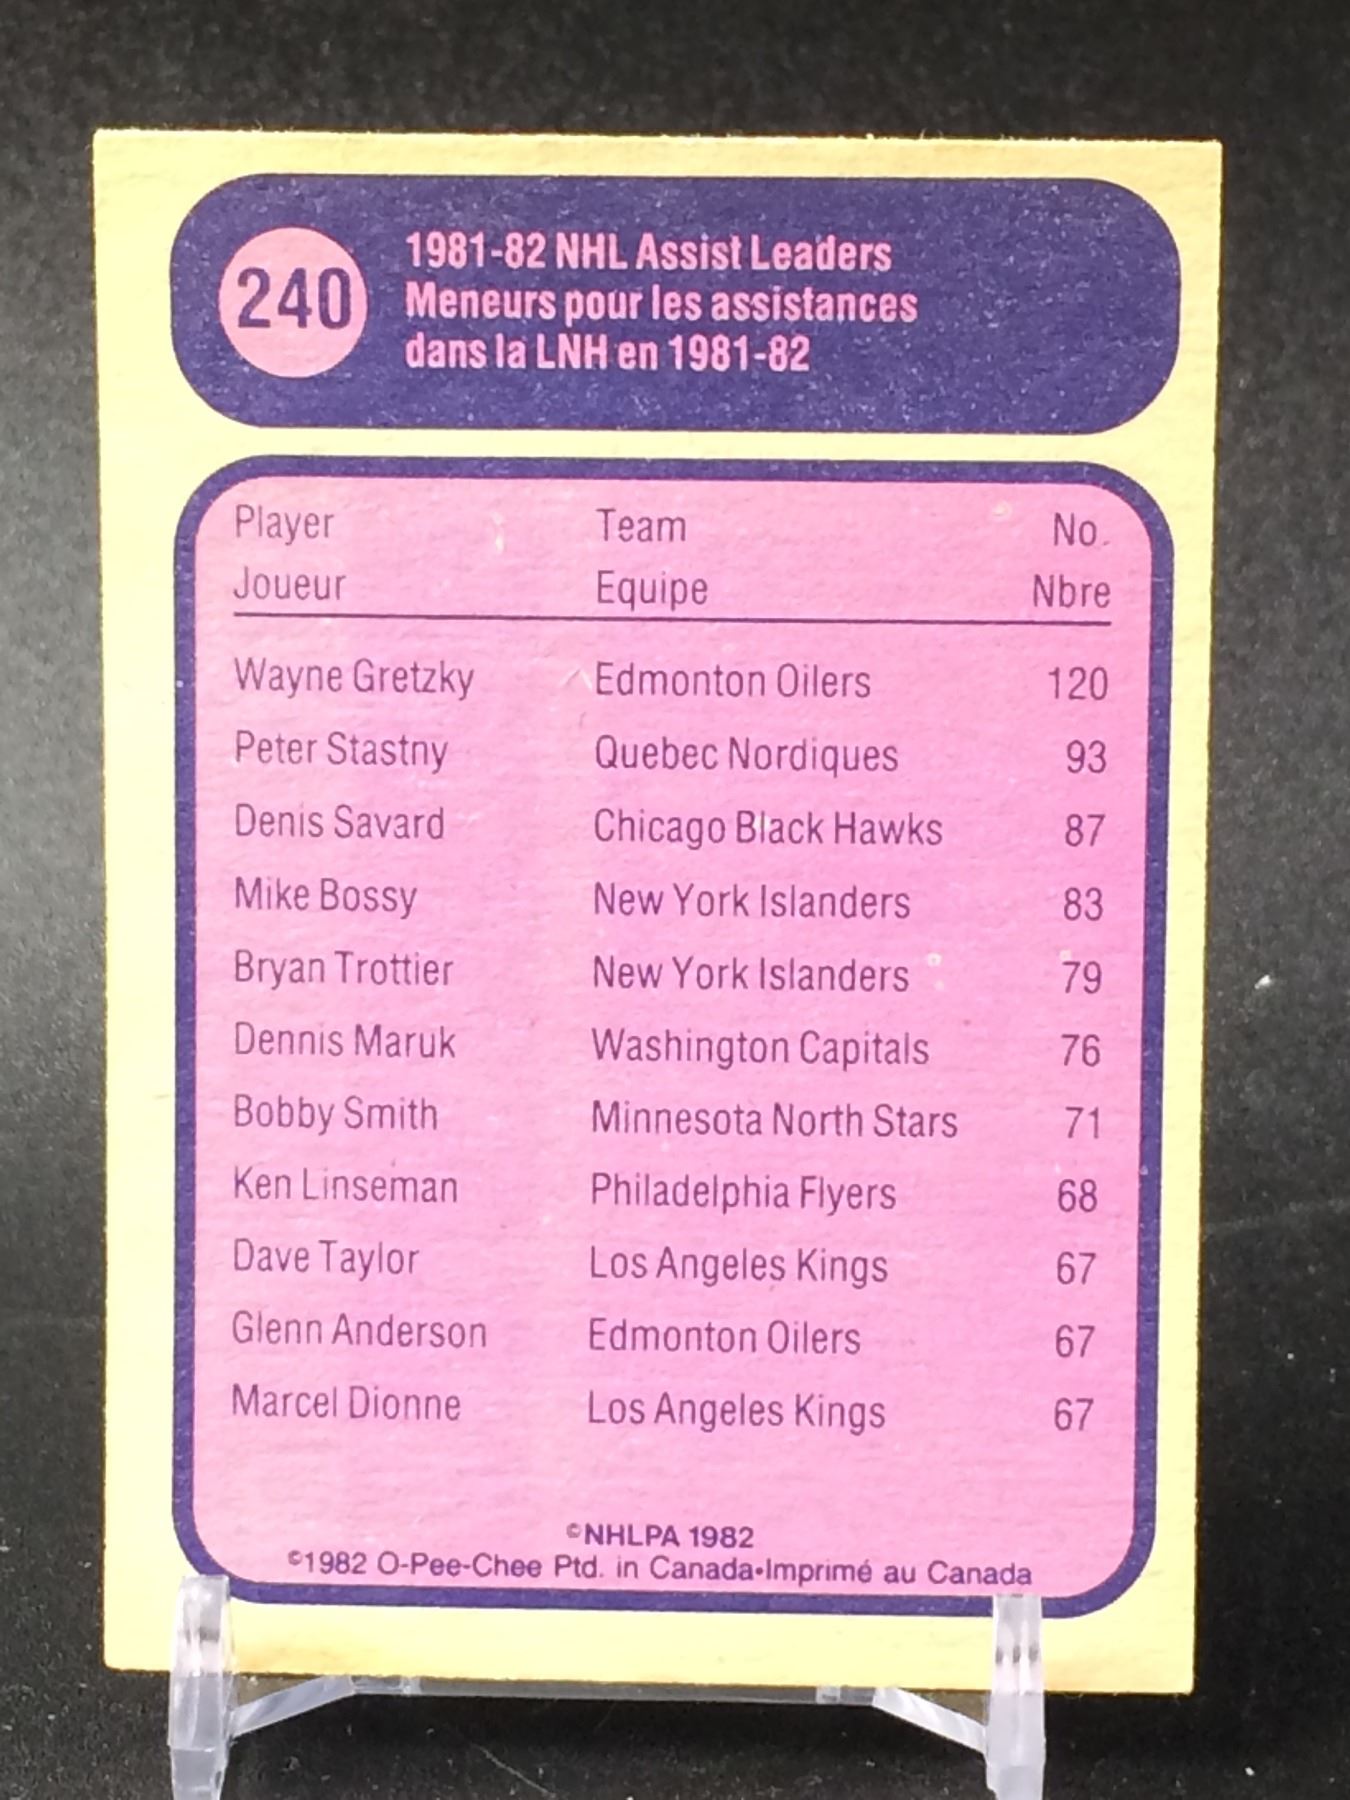 240
1981-82 NHL Assist Leaders
Meneurs pour les assistances
dans la LNH en 1981-82
Player Team No.
Joueur Equipe Nbre
Wayne Gretzky Edmonton Oilers 120
Peter Stastny Quebec Nordiques 93
Denis Savard Chicago Black Hawks 87
Mike Bossy New York Islanders 83
Bryan Trottier New York Islanders 79
Dennis Maruk Washington Capitals 76
Bobby Smith Minnesota North Stars 71
Ken Linseman Philadelphia Flyers 68
Dave Taylor Los Angeles Kings 67
Glenn Anderson Edmonton Oilers 67
Marcel Dionne Los Angeles Kings 67
©NHLPA 1982
©1982 O-Pee-Chee Ptd. in Canada•Imprimé au Canada